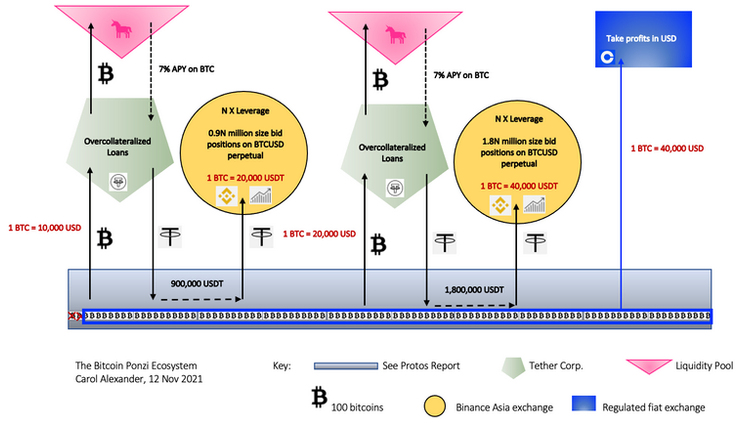 7% APY on BTC
Overcollateralized
Loans
N X Leverage
0.9N million size bid
positions on BTCUSD
perpetual
1 BTC = 20,000 USDT
1 BTC = 10,000 USD
900,000 USDT
7% APY on BTC
Overcollateralized
Loans
N X Leverage
1.8N million size bid
positions on BTCUSD
perpetual
1 BTC = 40,000 USDT
1 BTC = 20,000 USD
1,800,000 USDT
Take profits in USD
1 BTC = 40,000 USD
The Bitcoin Ponzi Ecosystem
Carol Alexander, 12 Nov 2021
Key:
See Protos Report
Tether Corp.
Liquidity Pool
100 bitcoins
Binance Asia exchange
Regulated fiat exchange